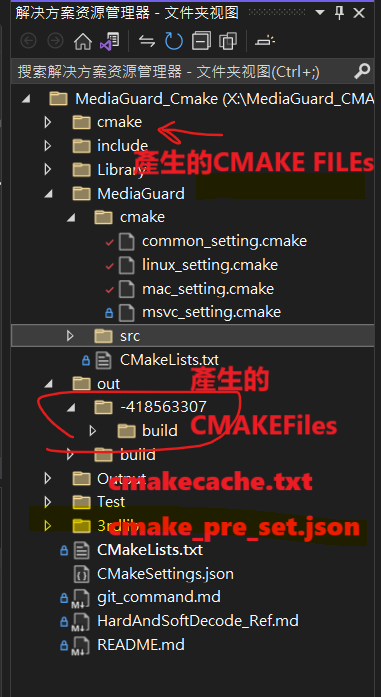 解决方案资源管理器 - 文件夹视图
搜索解决方案资源管理器 - 文件夹视图(Ctrl+;)
MediaGuard_Cmake (X:\MediaGuard_CMA
cmake
include
產生的CMAKE FILEs
Library
MediaGuard
cmake
common_setting.cmake
linux_setting.cmake
mac_setting.cmake
msvc_setting.cmake
src
CMakeLists.txt
產生的
out
-418563307
CMAKEFiles
build
build
cmakecache.txt
Output
Test
cmake_pre_set.json
3rdlib
CMakeLists.txt
CMakeSettings.json
git_command.md
HardAndSoftDecode_Ref.md
README.md